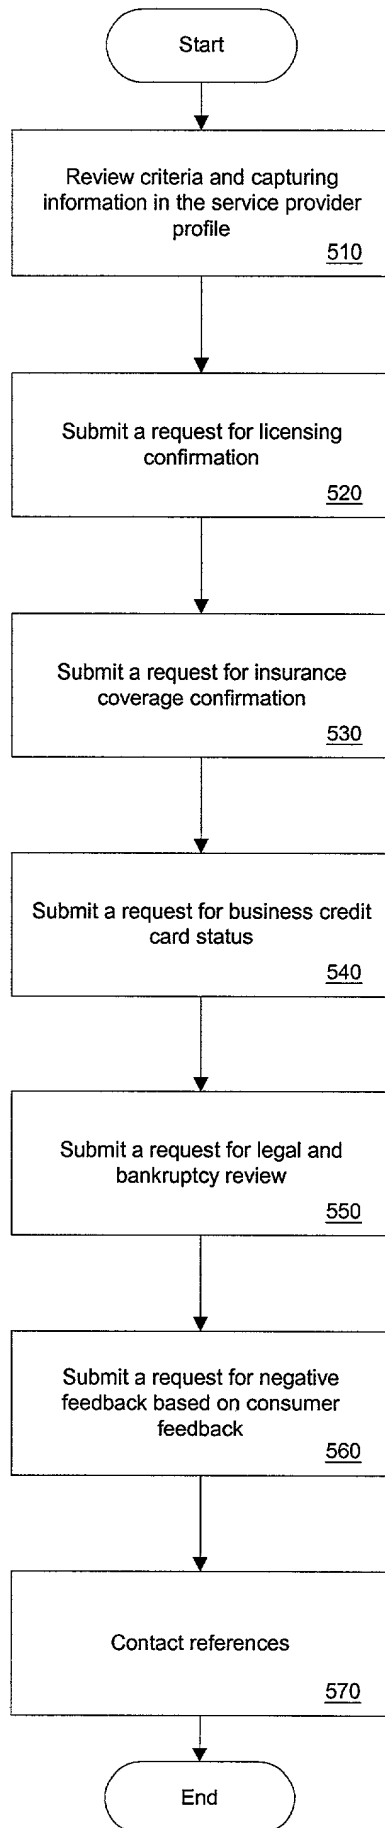 Start
Review criteria and capturing
information in the service provider
profile
510
Submit a request for licensing
confirmation
520
Submit a request for insurance
coverage confirmation
530
Submit a request for business credit
card status
540
Submit a request for legal and
bankruptcy review
550
Submit a request for negative
feedback based on consumer
feedback
560
Contact references
570
End